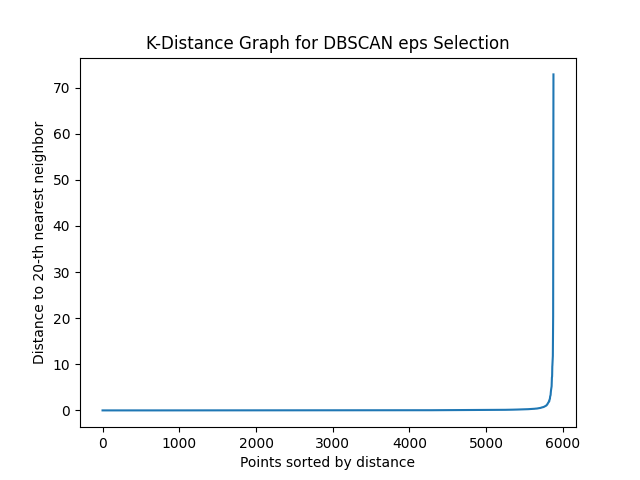 K-Distance Graph for DBSCAN eps Selection
Distance to 20-th nearest neighbor
70
60
50
40
30
20
10
0
0 1000 2000 3000 4000 5000 6000
Points sorted by distance